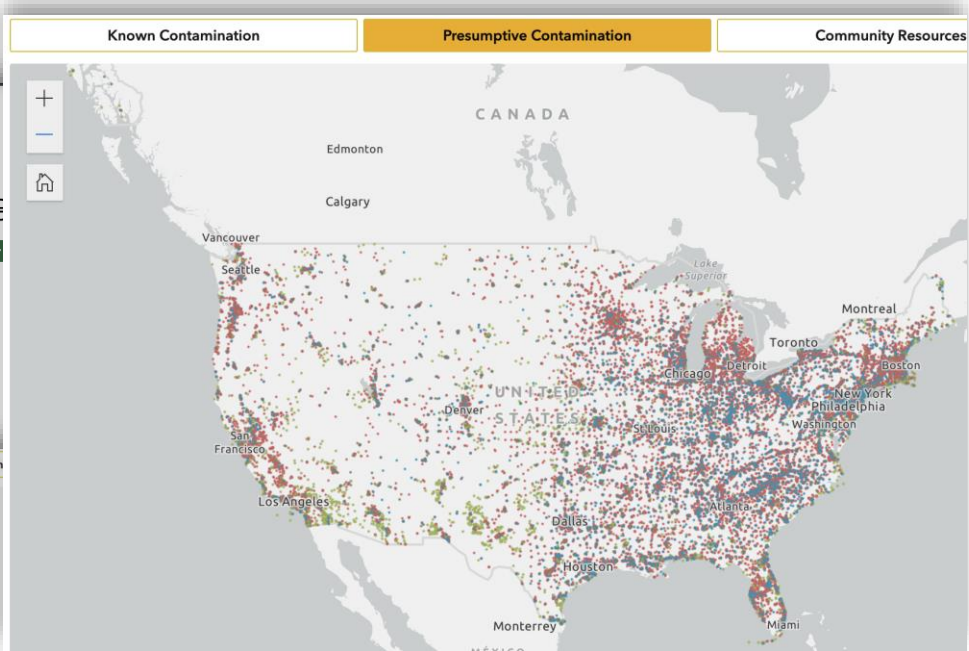 Known Contamination
Presumptive Contamination
Community Resources
CANADA
Edmonton
Calgary
Vancouver
Seattle
Lake
Superior
Montreal
Toronto
Boston
Chicago
Detroit
New York
UNITED
Denver
Philadelphia
STATES
St Louis
Washington
San
Francisco
Los Angeles
Atlanta
Dallas
Houston
Monterrey
Miami
MÉXICO